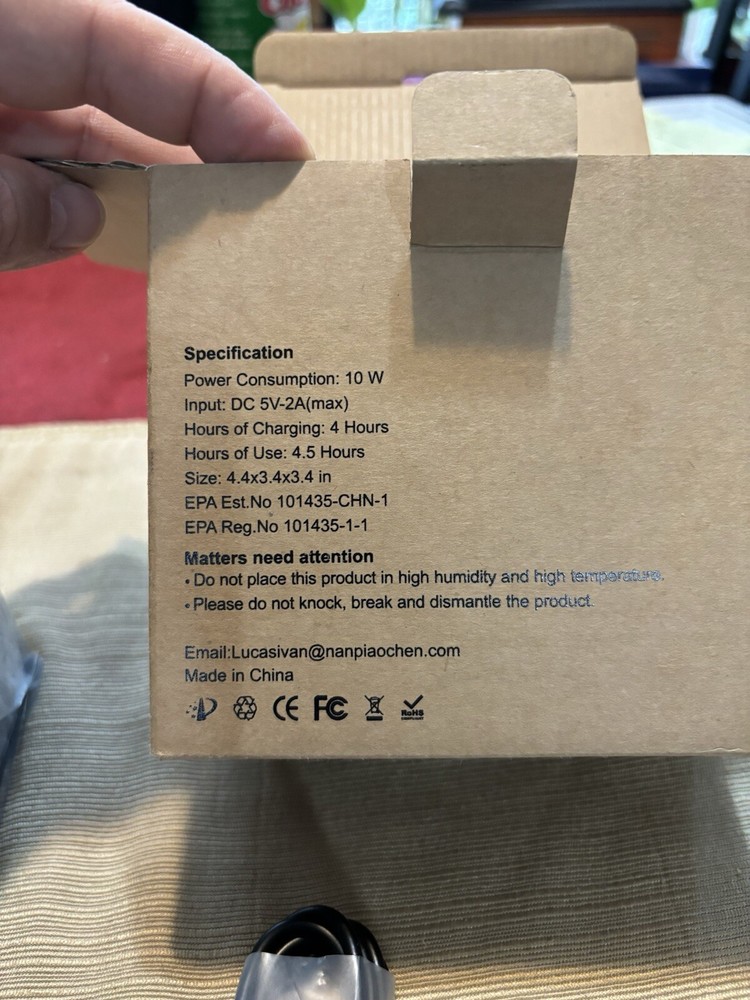 Specification
Power Consumption: 10 W
Input: DC 5V-2A(max)
Hours of Charging: 4 Hours
Hours of Use: 4.5 Hours
Size: 4.4x3.4x3.4 in
EPA Est.No 101435-CHN-1
EPA Reg.No 101435-1-1
Matters need attention
• Do not place this product in high humidity and high temperature.
• Please do not knock, break and dismantle the product.
Email:Lucasivan@nanpiaochen.com
Made in China
CE FC RoHS